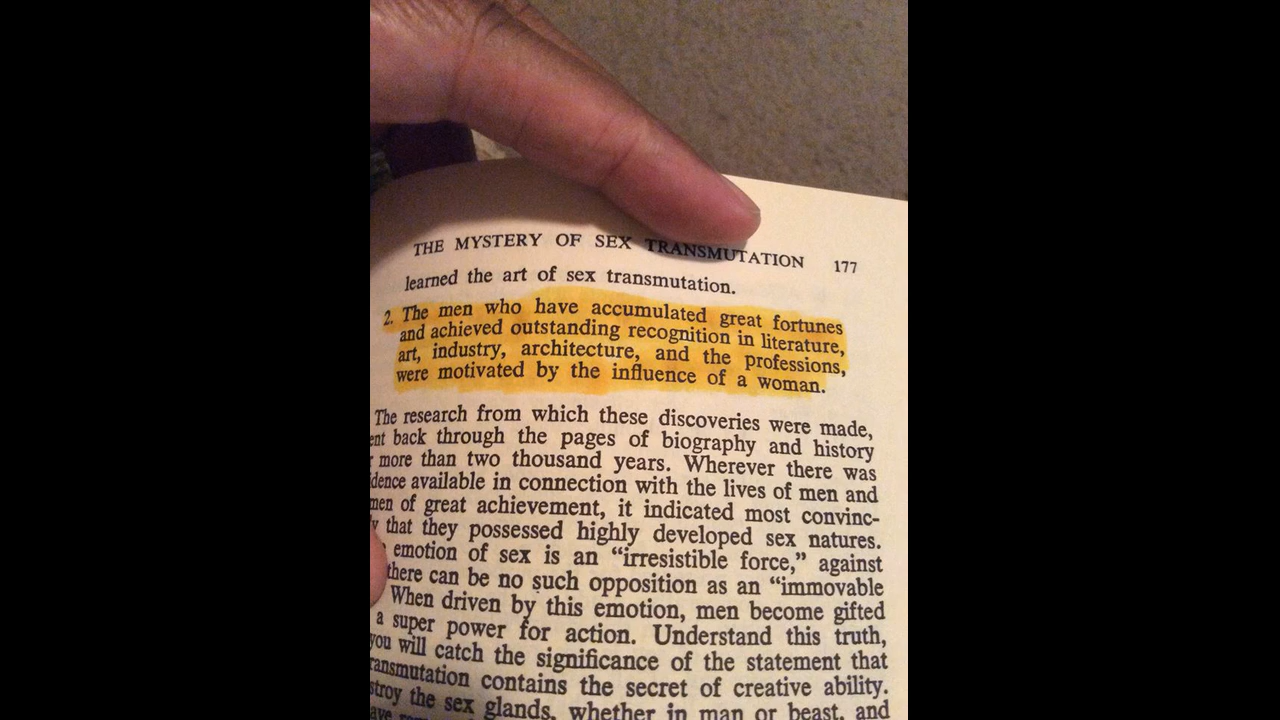 THE MYSTERY OF SEX TRANSMUTATION 177
learned the art of sex transmutation.
2. The men who have accumulated great fortunes
and achieved outstanding recognition in literature,
art, industry, architecture, and the professions,
were motivated by the influence of a woman.
The research from which these discoveries were made,
ent back through the pages of biography and history
more than two thousand years. Wherever there was
dence available in connection with the lives of men and
men of great achievement, it indicated most convinc-
y that they possessed highly developed sex natures.
emotion of sex is an “irresistible force,” against
there can be no such opposition as an “immovable
When driven by this emotion, men become gifted
a super power for action. Understand this truth,
you will catch the significance of the statement that
ransmutation contains the secret of creative ability.
stroy the sex glands, whether in man or beast, and